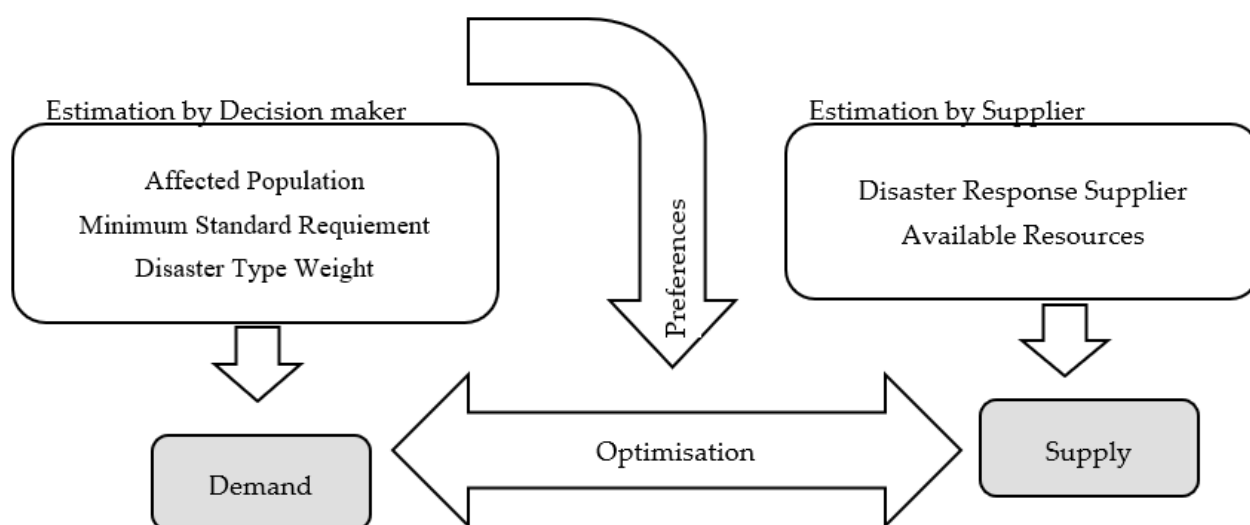 Estimation by Decision maker
Affected Population
Minimum Standard Requiement
Disaster Type Weight
Demand
Preferences
Optimisation
Estimation by Supplier
Disaster Response Supplier
Available Resources
Supply